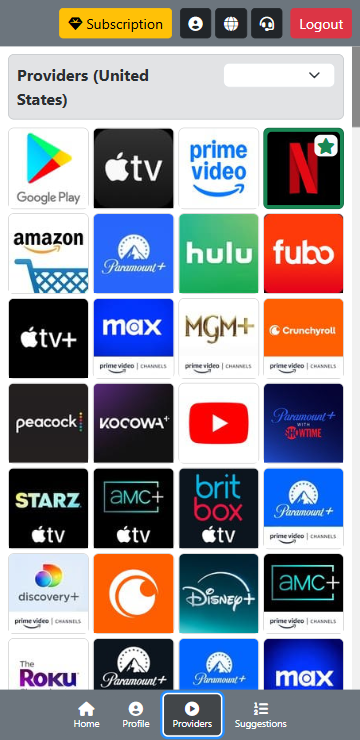 Subscription
Logout
Providers (United
States)
Google Play
tv
prime
video
N
amazon
Paramount+
hulu
fubo
tv+
max
prime video | CHANNELS
MGM+
prime video | CHANNELS
Crunchyroll
prime video | CHANNELS
peacock
KOCOWA+
Paramount+
WITH
SHOWTIME
STARZ
tv
aMC+
tv
brit
box
tv
Paramount+
prime video | CHANNELS
discovery+
prime video | CHANNELS
Disney+
aMC+
prime video | CHANNELS
The
Roku
Paramount+
Paramount+
max
Home
Profile
Providers
Suggestions